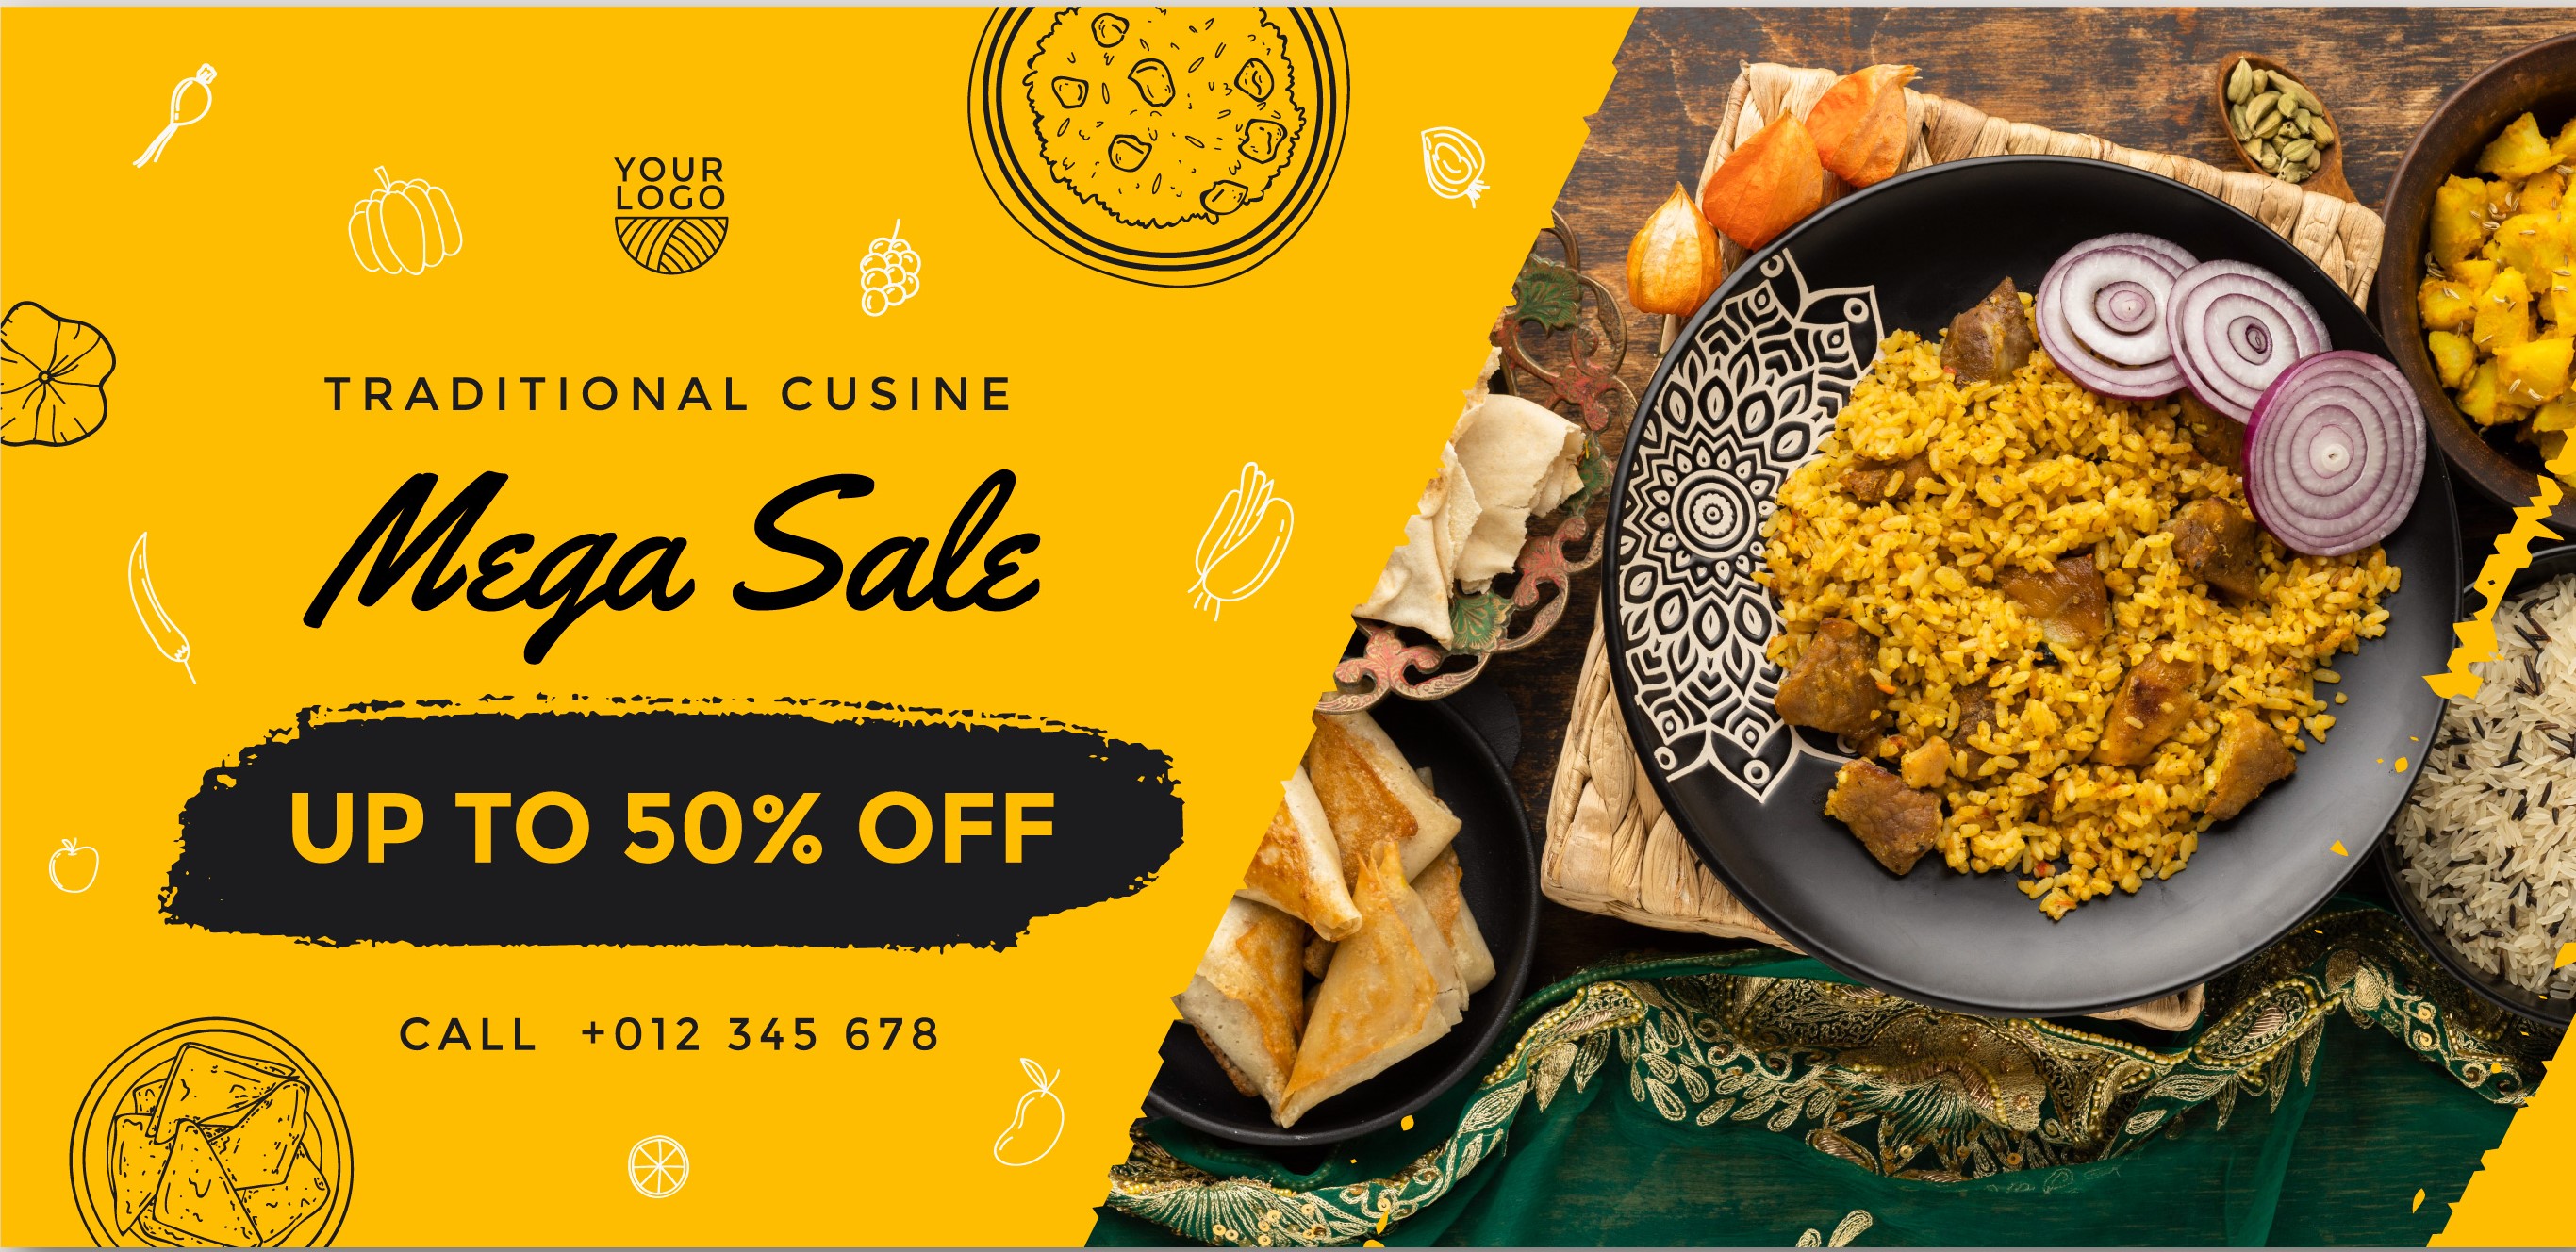 YOUR
LOGO
TRADITIONAL CUSINE
Mega Sale
UP TO 50% OFF
CALL +012 345 678